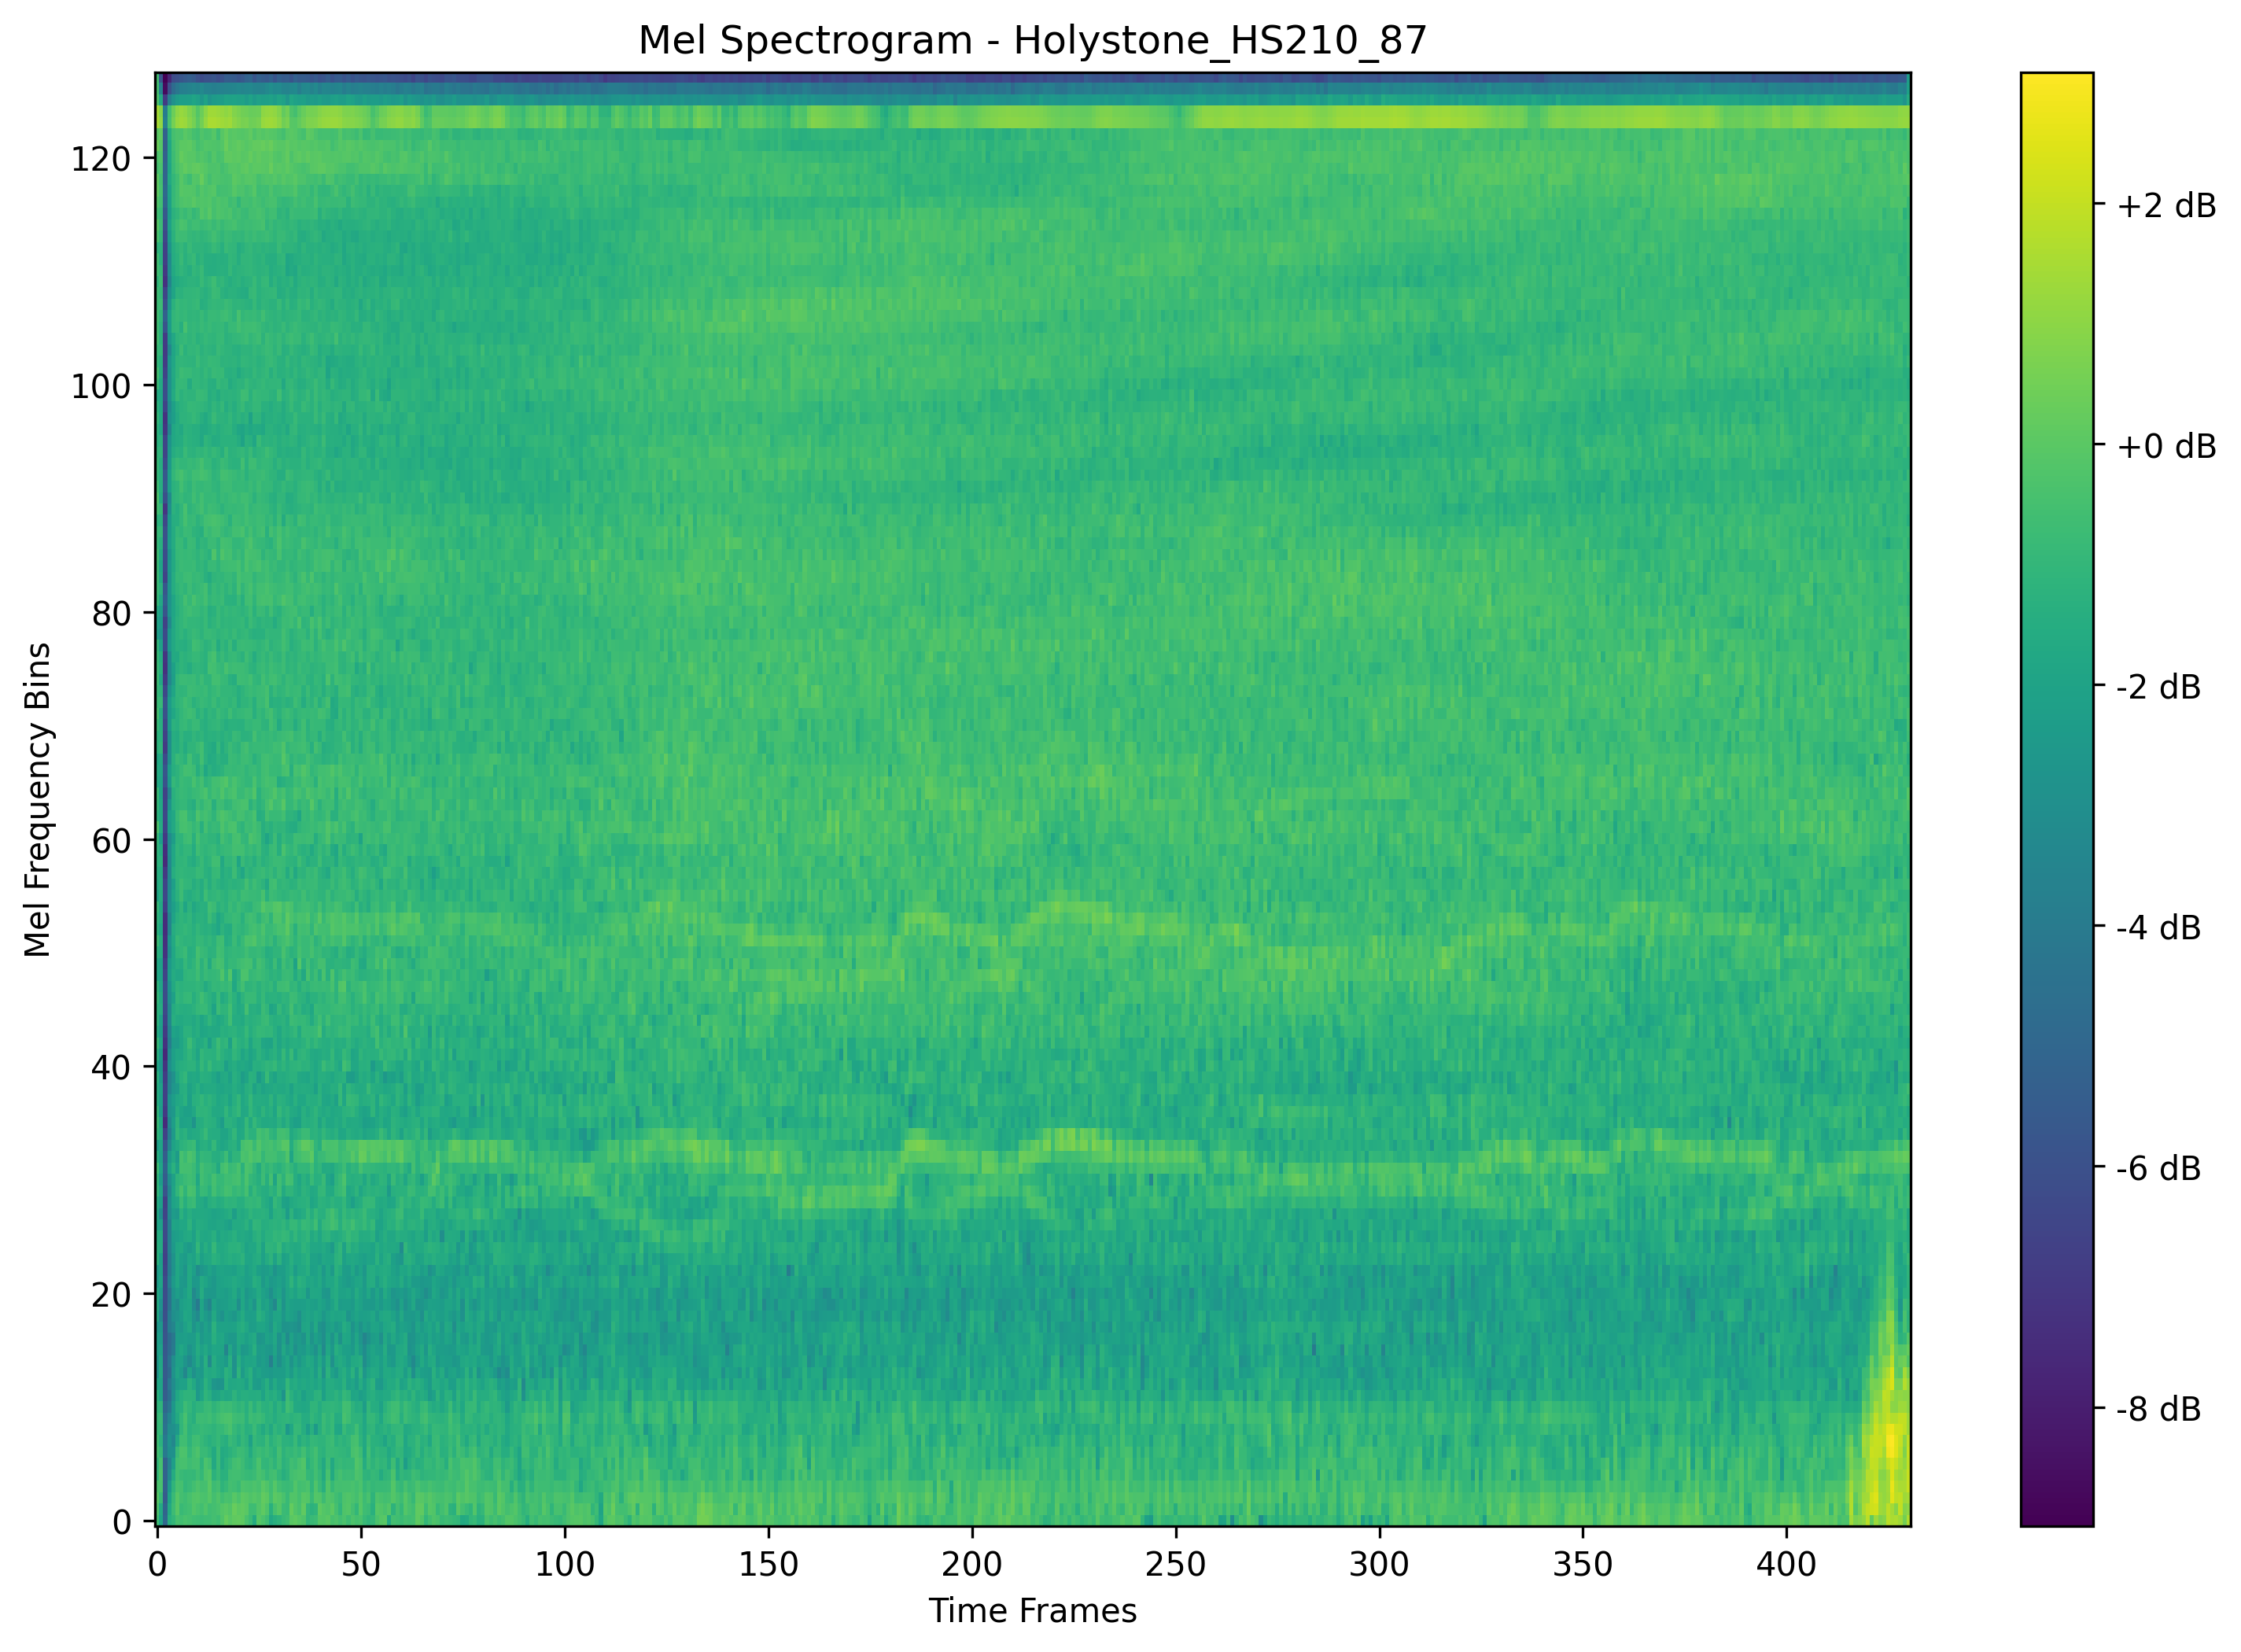 Mel Spectrogram - Holystone_HS210_87
120
100
80
60
40
20
0
Mel Frequency Bins
0 50 100 150 200 250 300 350 400
Time Frames
+2 dB
+0 dB
-2 dB
-4 dB
-6 dB
-8 dB